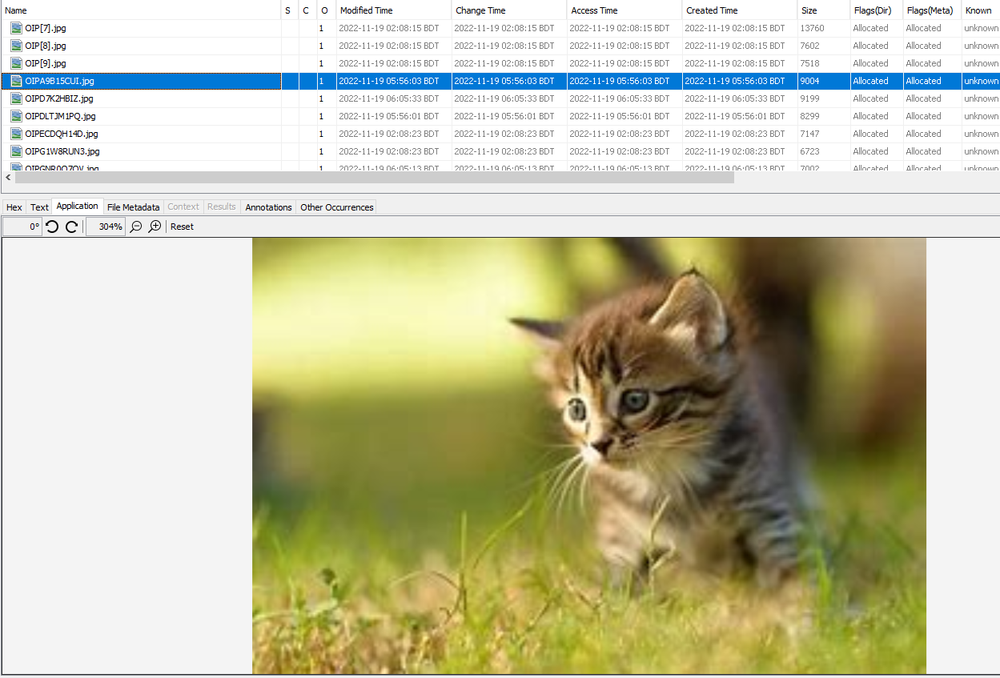 Name S C O Modified Time Change Time Access Time Created Time Size Flags(Dir) Flags(Meta) Known
OIP[7].jpg 1 2022-11-19 02:08:15 BDT 2022-11-19 02:08:15 BDT 2022-11-19 02:08:15 BDT 2022-11-19 02:08:15 BDT 13760 Allocated Allocated unknown
OIP[8].jpg 1 2022-11-19 02:08:15 BDT 2022-11-19 02:08:15 BDT 2022-11-19 02:08:15 BDT 2022-11-19 02:08:15 BDT 7602 Allocated Allocated unknown
OIP[9].jpg 1 2022-11-19 02:08:15 BDT 2022-11-19 02:08:15 BDT 2022-11-19 02:08:15 BDT 2022-11-19 02:08:15 BDT 7518 Allocated Allocated unknown
OIPA9B15CUI.jpg 1 2022-11-19 05:56:03 BDT 2022-11-19 05:56:03 BDT 2022-11-19 05:56:03 BDT 2022-11-19 05:56:03 BDT 9004 Allocated Allocated unknown
OIPD7K2HBIZ.jpg 1 2022-11-19 06:05:33 BDT 2022-11-19 06:05:33 BDT 2022-11-19 06:05:33 BDT 2022-11-19 06:05:33 BDT 9199 Allocated Allocated unknown
OIPDLTJM1PQ.jpg 1 2022-11-19 05:56:01 BDT 2022-11-19 05:56:01 BDT 2022-11-19 05:56:01 BDT 2022-11-19 05:56:01 BDT 8299 Allocated Allocated unknown
OIPECDQH14D.jpg 1 2022-11-19 02:08:23 BDT 2022-11-19 02:08:23 BDT 2022-11-19 02:08:23 BDT 2022-11-19 02:08:23 BDT 7147 Allocated Allocated unknown
OIPG1W8RUN3.jpg 1 2022-11-19 02:08:23 BDT 2022-11-19 02:08:23 BDT 2022-11-19 02:08:23 BDT 2022-11-19 02:08:23 BDT 6723 Allocated Allocated unknown
1 2022-11-19 06:05:13 BDT 2022-11-19 06:05:13 BDT 2022-11-19 06:05:13 BDT 2022-11-19 06:05:13 BDT 7002 Allocated Allocated unknown
Hex Text Application File Metadata Context Results Annotations Other Occurrences
0° 304% Reset